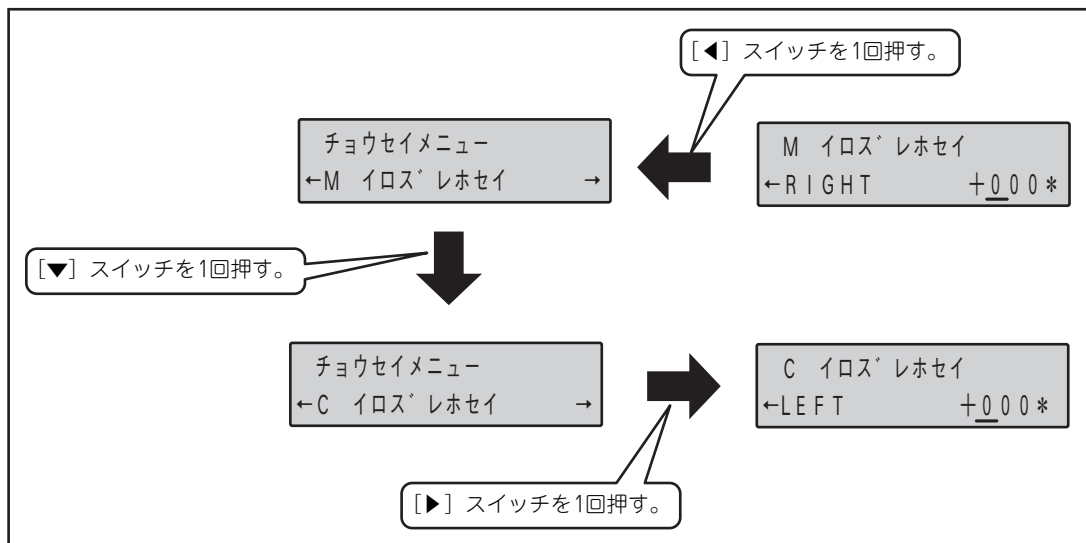 [◀] スイッチを1回押す。
M イロズレホセイ
←RIGHT +000*
チョウセイメニュー
←M イロズレホセイ →
[▼] スイッチを1回押す。
チョウセイメニュー
←C イロズレホセイ →
C イロズレホセイ
←LEFT +000*
[▶] スイッチを1回押す。